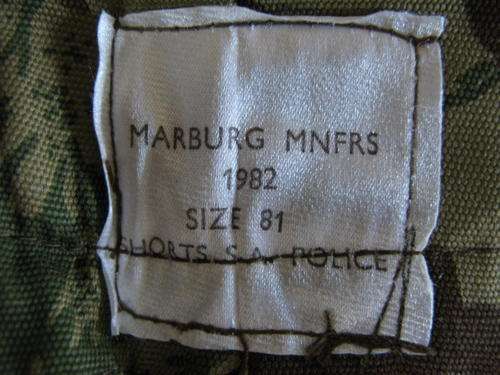 MARBURG MNFRS
1982
SIZE 81
SHORTS S.A. POLICE